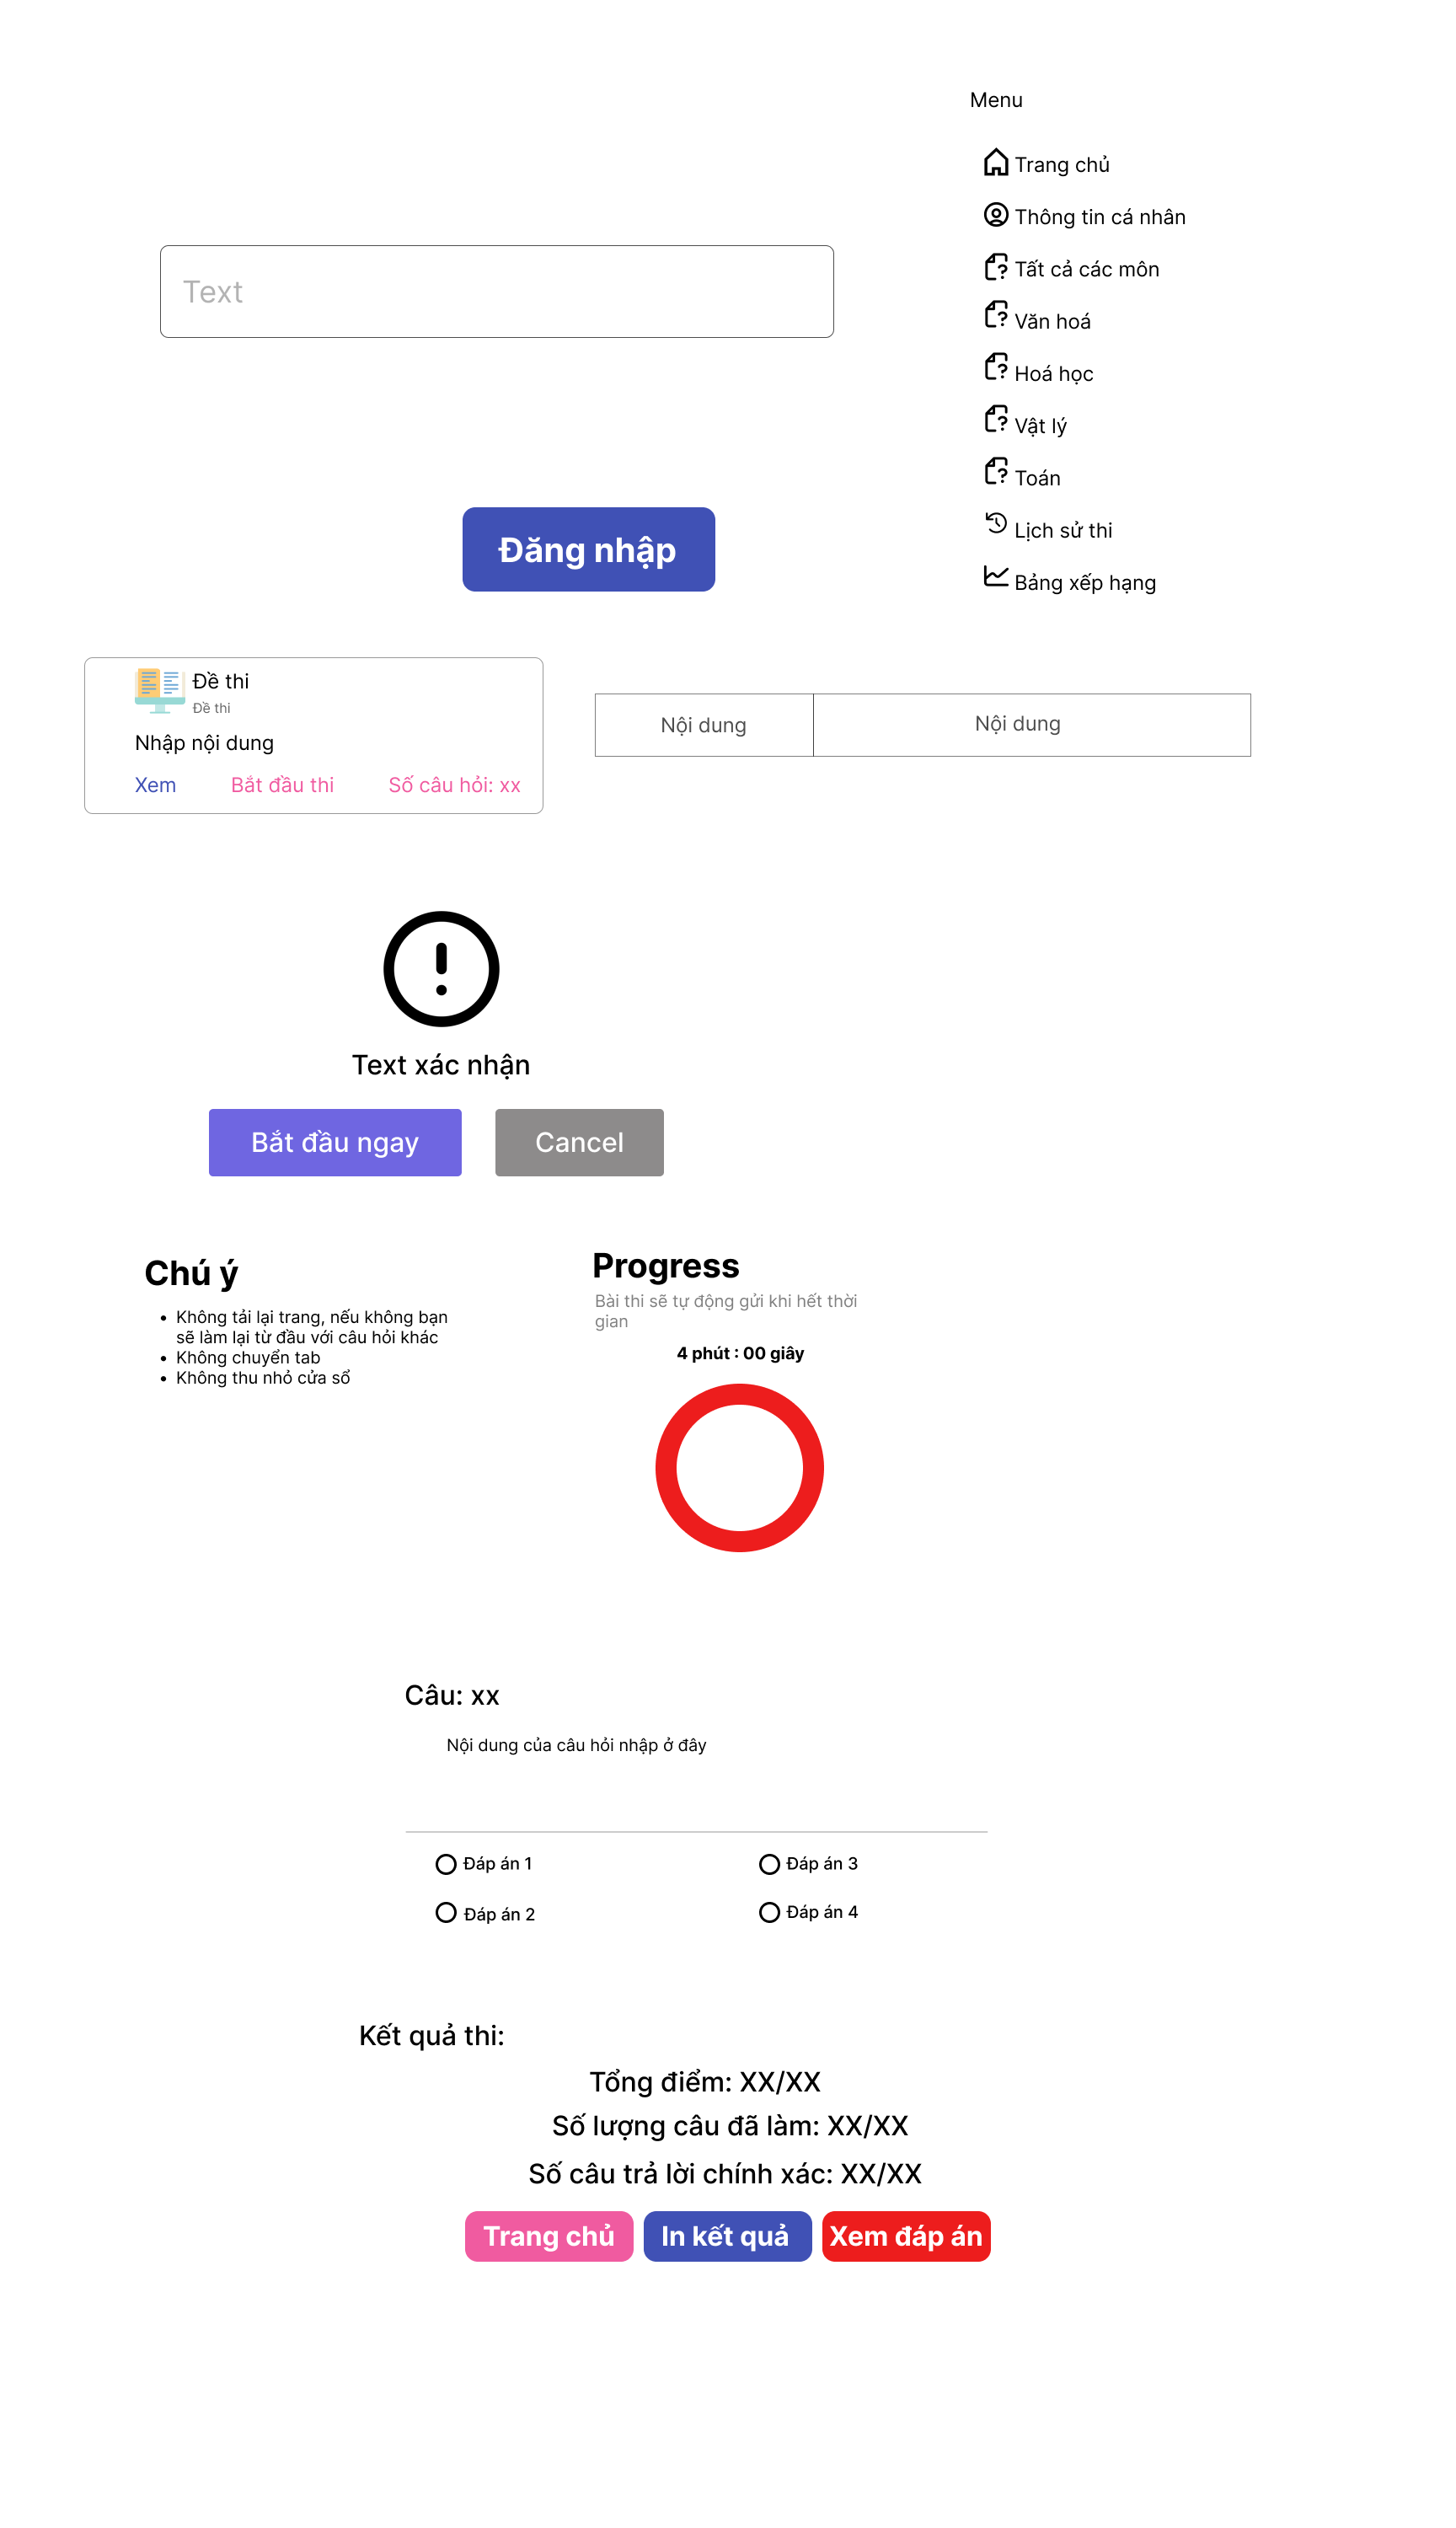 Menu
Trang chủ
Thông tin cá nhân
Tất cả các môn
Văn hoá
Hoá học
Vật lý
Toán
Lịch sử thi
Bảng xếp hạng
Text
Đăng nhập
Đề thi
Đề thi
Nhập nội dung
Xem Bắt đầu thi Số câu hỏi: xx
Nội dung Nội dung
Text xác nhận
Bắt đầu ngay Cancel
Chú ý
• Không tải lại trang, nếu không bạn
sẽ làm lại từ đầu với câu hỏi khác
• Không chuyển tab
• Không thu nhỏ cửa sổ
Progress
Bài thi sẽ tự động gửi khi hết thời
gian
4 phút : 00 giây
Câu: xx
Nội dung của câu hỏi nhập ở đây
Đáp án 1 Đáp án 3
Đáp án 2 Đáp án 4
Kết quả thi:
Tổng điểm: XX/XX
Số lượng câu đã làm: XX/XX
Số câu trả lời chính xác: XX/XX
Trang chủ In kết quả Xem đáp án